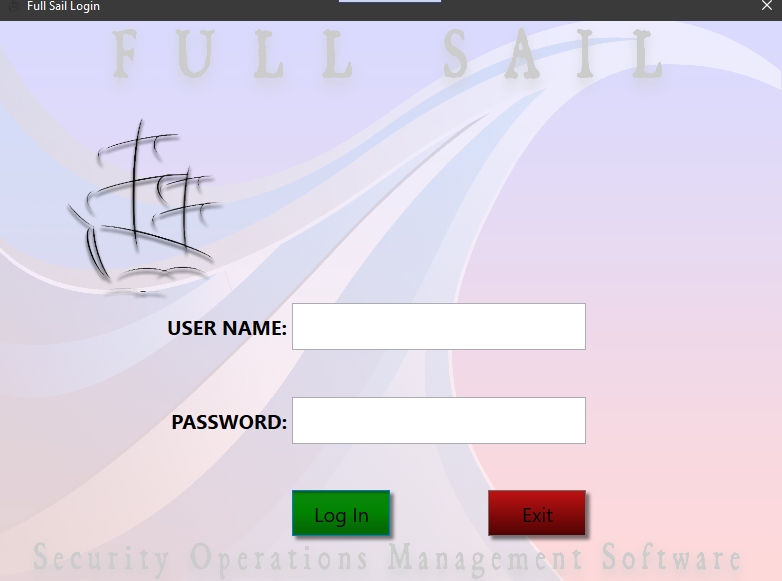 Full Sail Login
FULL SAIL
USER NAME:
PASSWORD:
Log In Exit
Security Operations Management Software